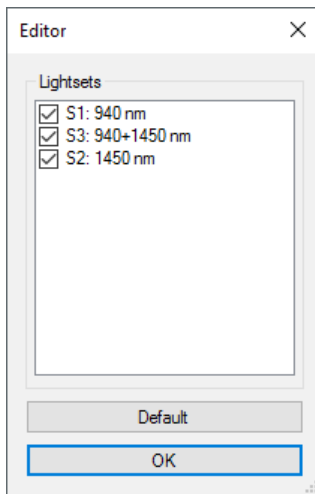 Editor
Lightsets
S1: 940 nm
S3: 940+1450 nm
S2: 1450 nm
Default
OK